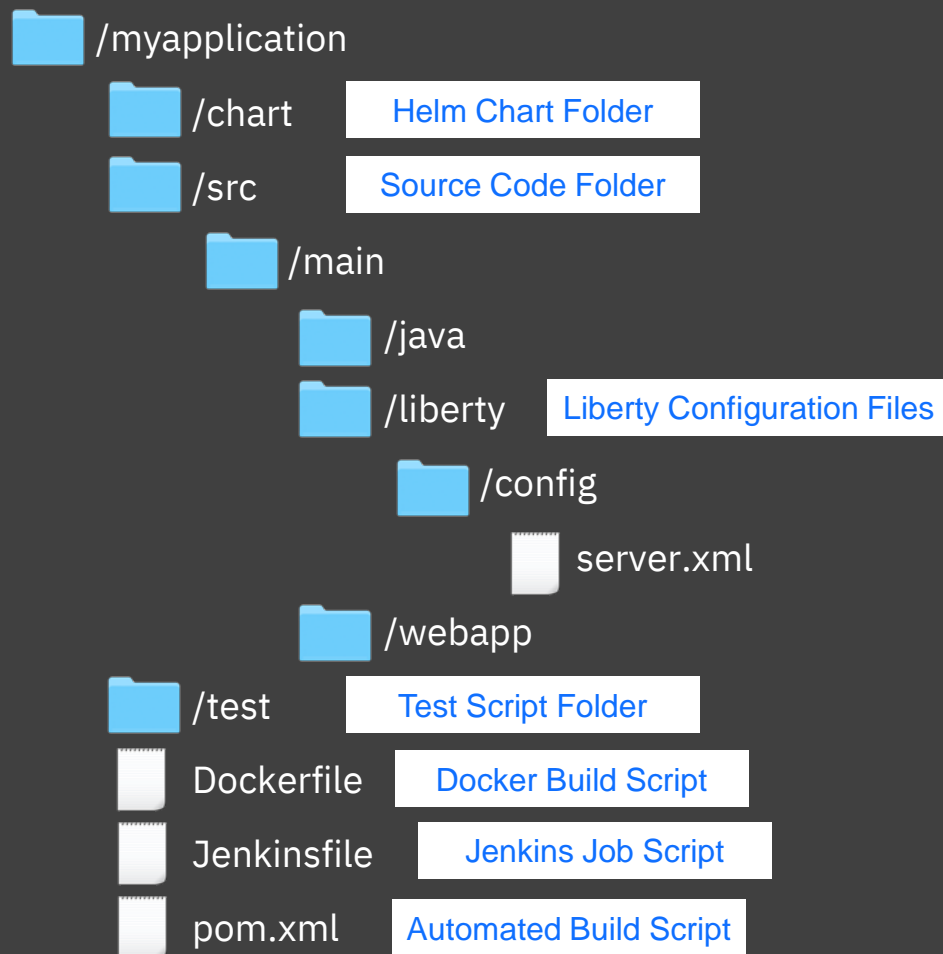 /myapplication
/chart Helm Chart Folder
/src Source Code Folder
/main
/java
/liberty Liberty Configuration Files
/config
server.xml
/webapp
/test Test Script Folder
Dockerfile Docker Build Script
Jenkinsfile Jenkins Job Script
pom.xml Automated Build Script